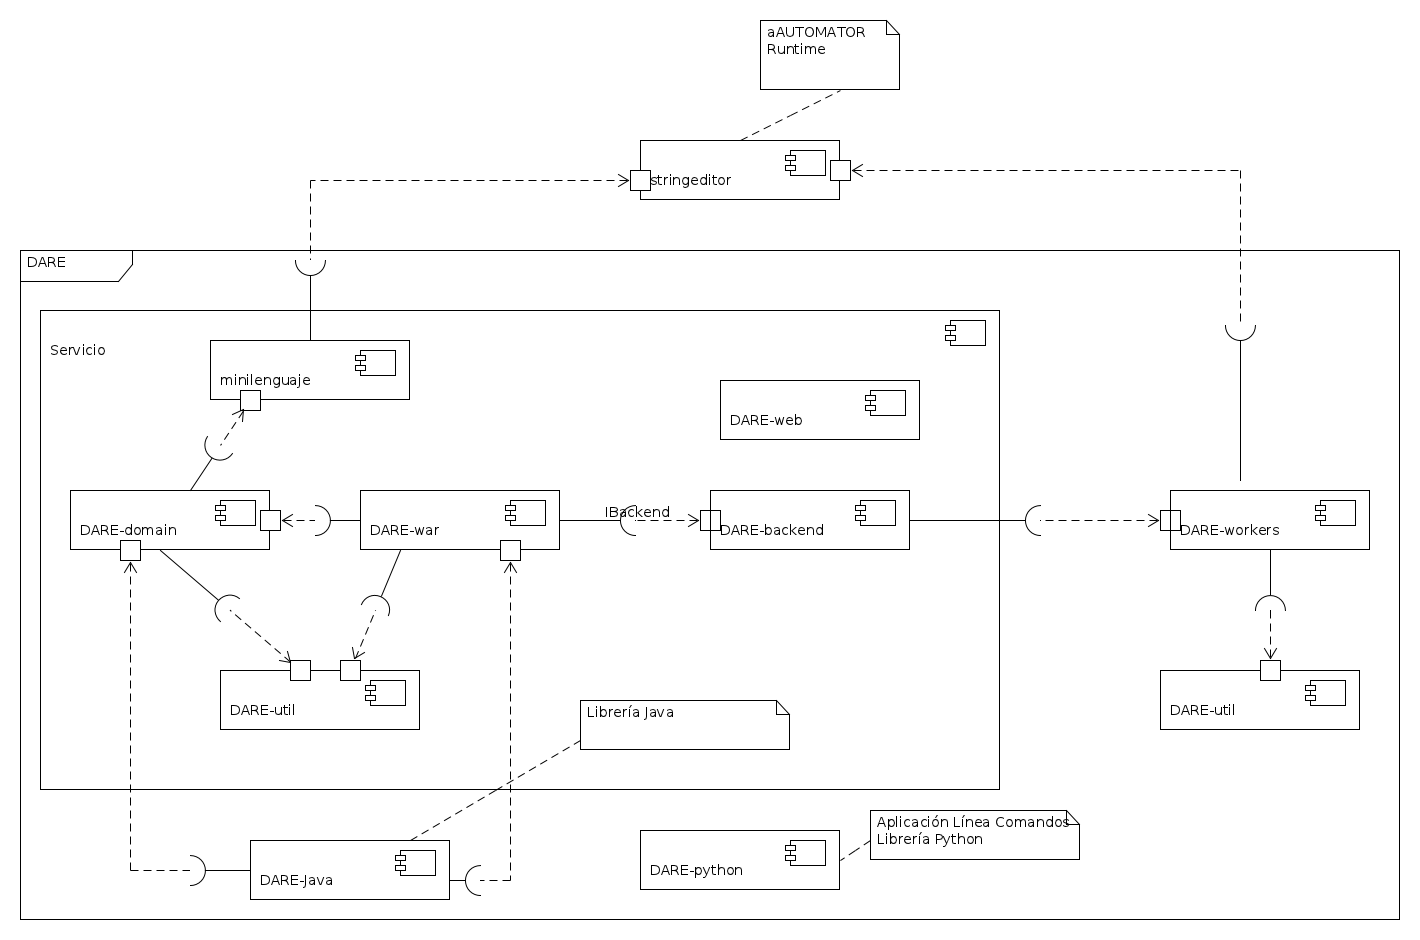 aAUTOMATOR
Runtime
stringeditor
DARE
Servicio
minilenguaje
DARE-web
DARE-domain
DARE-war
IBackend
DARE-backend
DARE-workers
DARE-util
Librería Java
DARE-util
Aplicación Línea Comandos
Librería Python
DARE-Java
DARE-python